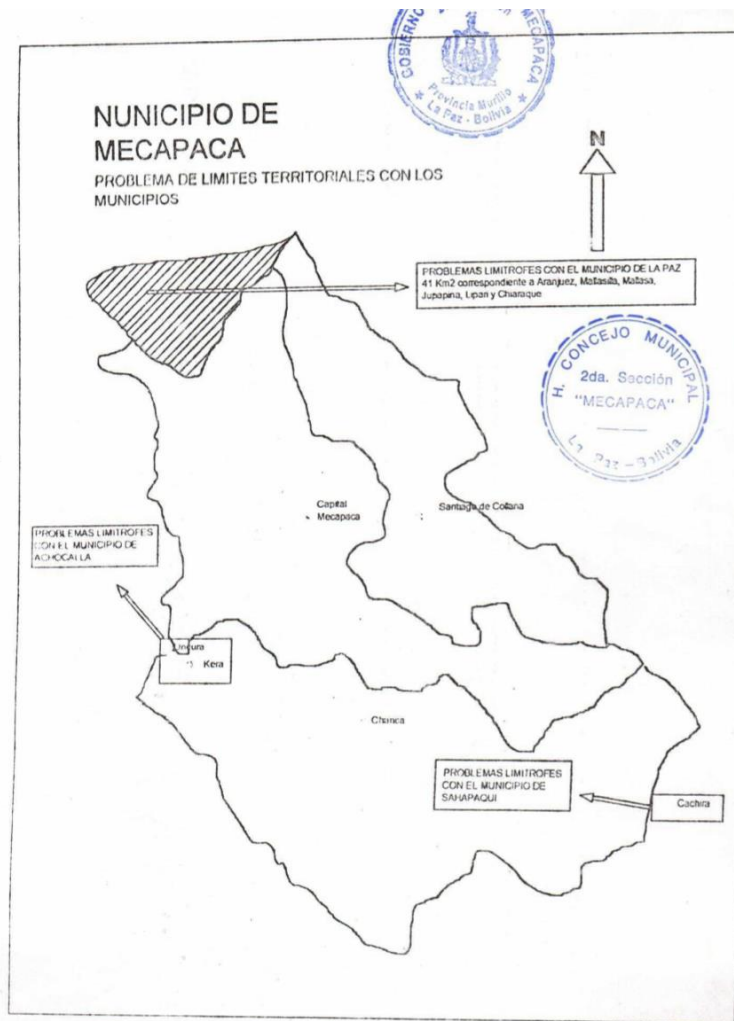 GOBIERNO
MECAPACA
Provincia Murillo
La Paz - Bolivia
NUNICIPIO DE
MECAPACA
PROBLEMA DE LIMITES TERRITORIALES CON LOS
MUNICIPIOS
N
PROBLEMAS LIMITROFES CON EL MUNICIPIO DE LA PAZ
41 Km2 correspondiente a Aranjuez, Mallasilla, Mallasa,
Jupapina, Lipari y Chiaraque
H. CONCEJO MUNICIPAL
2da. Sección
"MECAPACA"
La Paz - Bolivia
Capital
Mecapaca
Santiago de Collana
PROBLEMAS LIMITROFES
CON EL MUNICIPIO DE
ACHOCALLA
Kera
Chanca
PROBLEMAS LIMITROFES
CON EL MUNICIPIO DE
SAHAPAQUI
Cachira